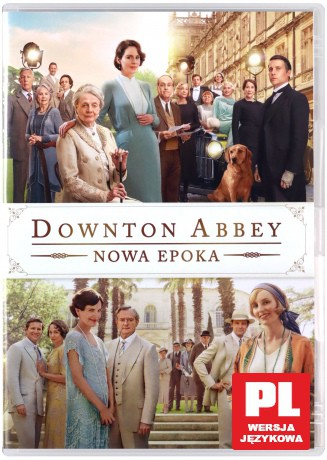 DOWNTON ABBEY
NOWA EPOKA
PL
WERSJA
JĘZYKOWA